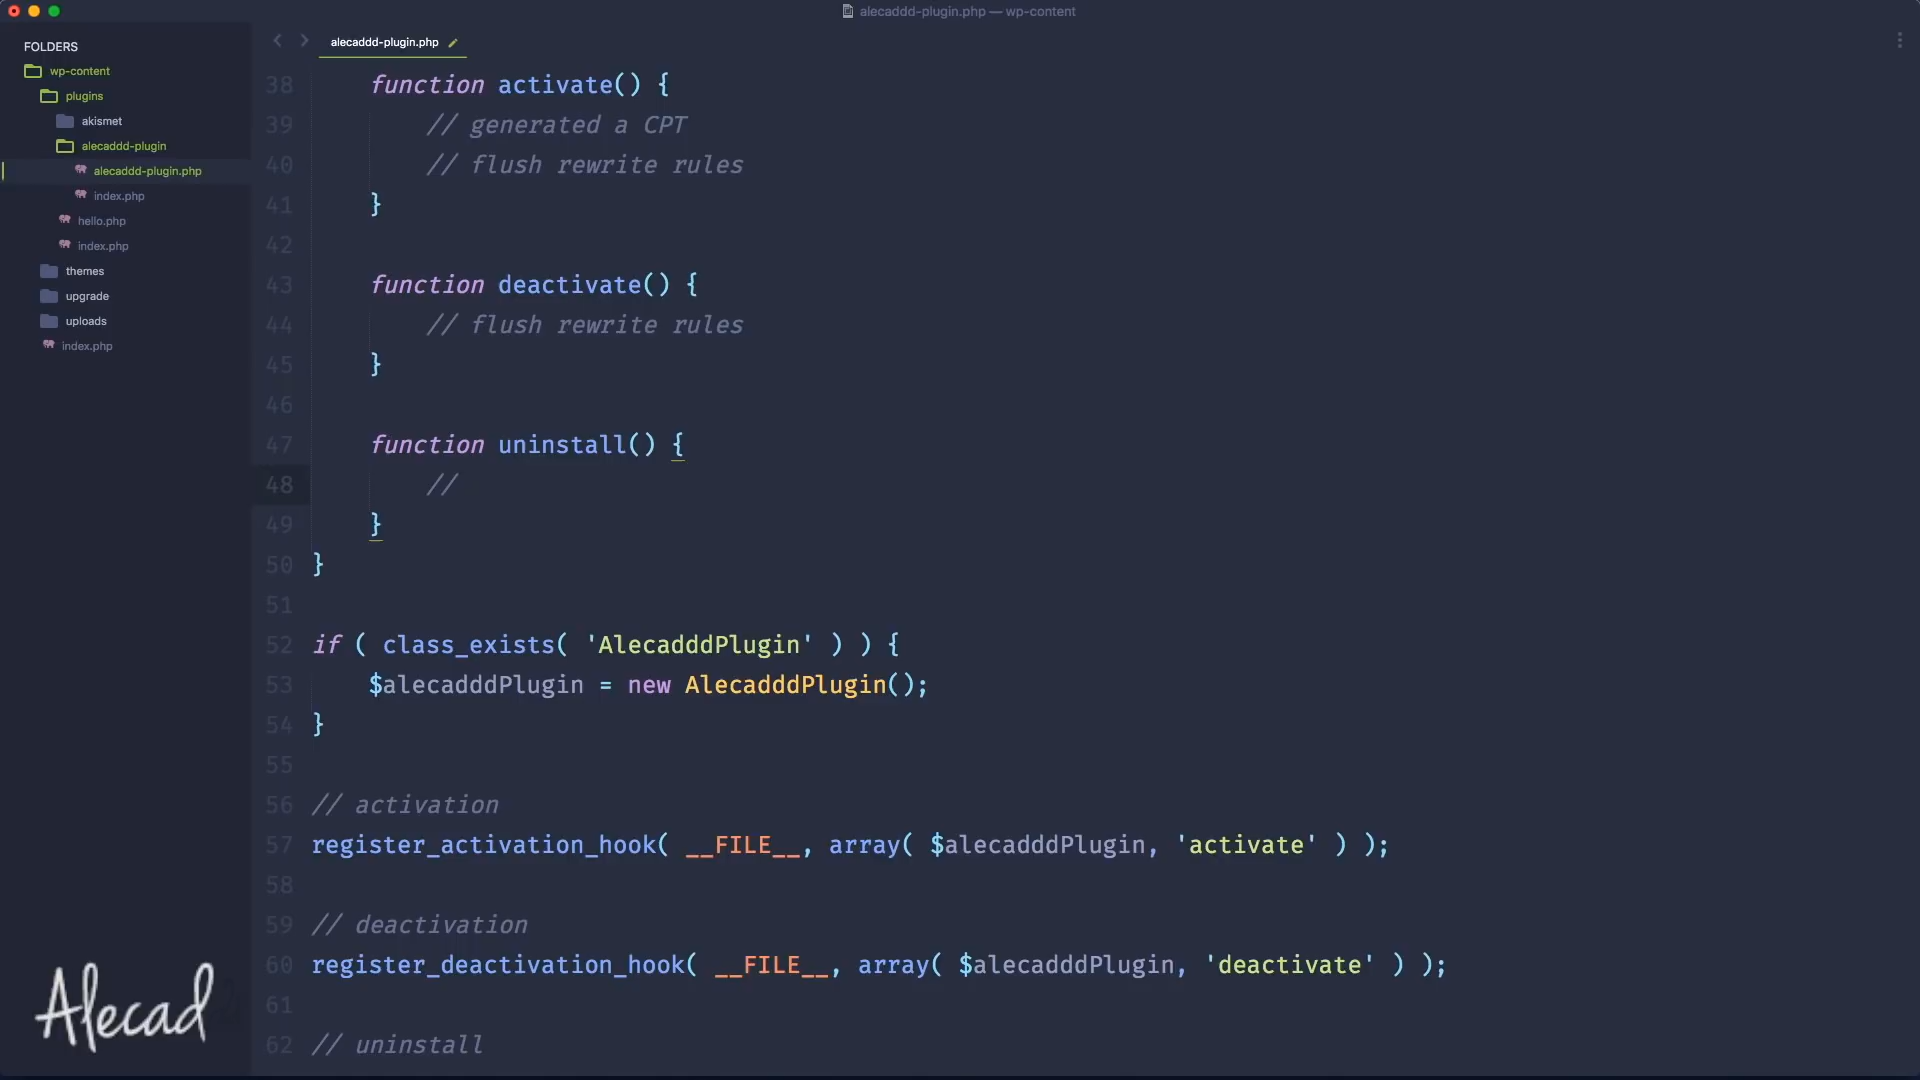 alecaddd-plugin.php — wp-content
FOLDERS
wp-content
plugins
akismet
alecaddd-plugin
alecaddd-plugin.php
index.php
hello.php
index.php
themes
upgrade
uploads
index.php
alecaddd-plugin.php
38 function activate() {
39 // generated a CPT
40 // flush rewrite rules
41 }
42
43 function deactivate() {
44 // flush rewrite rules
45 }
46
47 function uninstall() {
48 //
49 }
50 }
51
52 if ( class_exists( 'AlecadddPlugin' ) ) {
53 $alecadddPlugin = new AlecadddPlugin();
54 }
55
56 // activation
57 register_activation_hook( __FILE__, array( $alecadddPlugin, 'activate' ) );
58
59 // deactivation
60 register_deactivation_hook( __FILE__, array( $alecadddPlugin, 'deactivate' ) );
61
62 // uninstall
Alecad